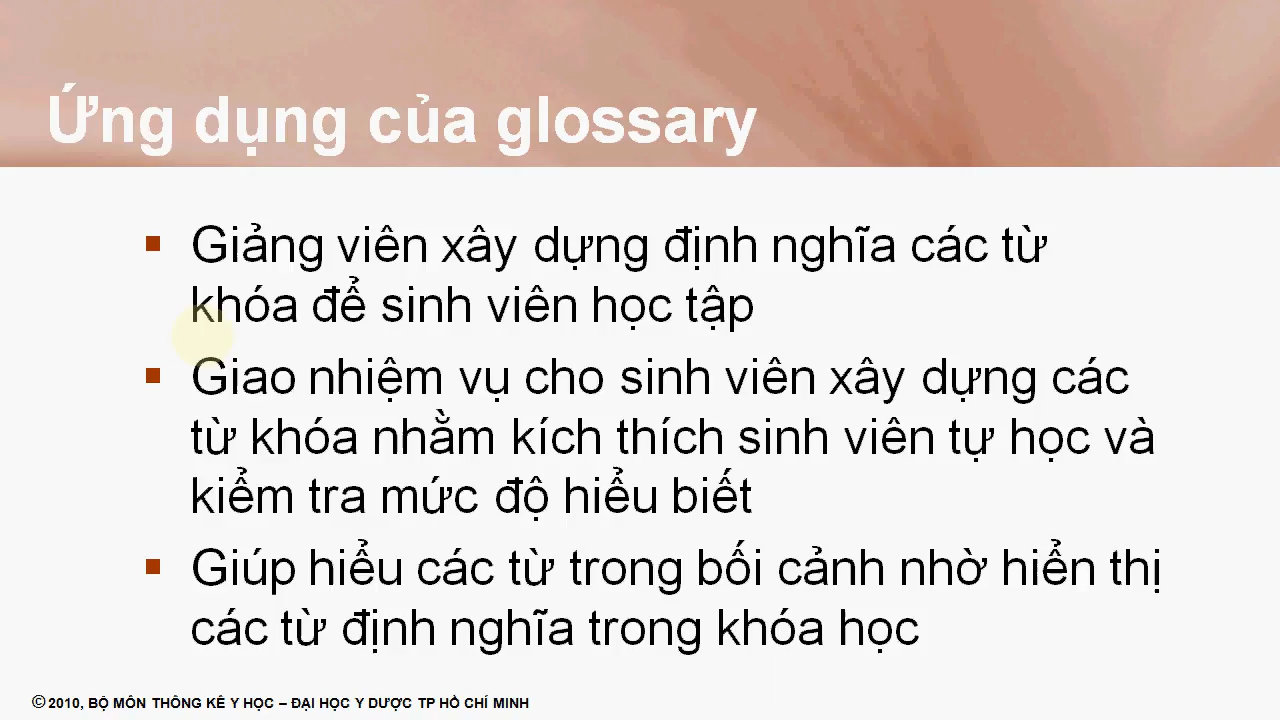 Ứng dụng của glossary
Giảng viên xây dựng định nghĩa các từ
khóa để sinh viên học tập
Giao nhiệm vụ cho sinh viên xây dựng các
từ khóa nhằm kích thích sinh viên tự học và
kiểm tra mức độ hiểu biết
Giúp hiểu các từ trong bối cảnh nhờ hiển thị
các từ định nghĩa trong khóa học
© 2010, BỘ MÔN THỐNG KÊ Y HỌC – ĐẠI HỌC Y DƯỢC TP HỒ CHÍ MINH